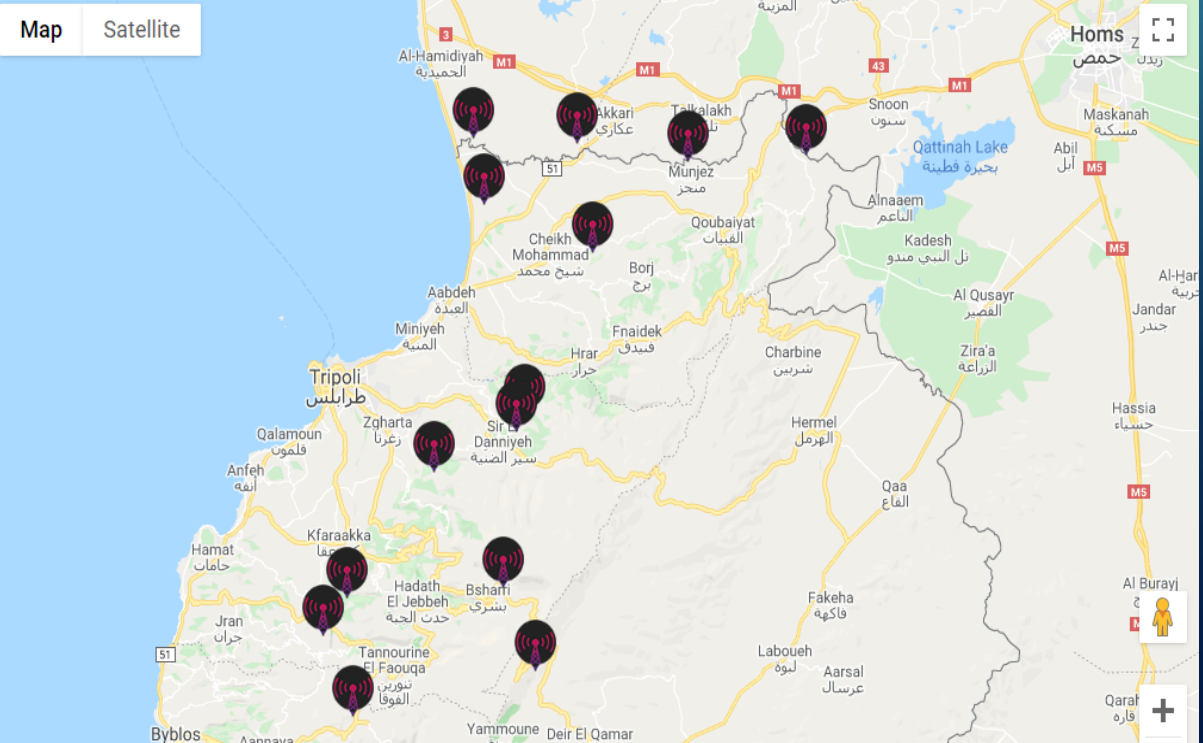 Map
Satellite
المزينة
3
Al-Hamidiyah
الحميدية
M1
M1
43
M1
M1
Homs
حمص
زيدل
Akkari
عكاري
Talkalakh
Snoon
سنون
Maskanah
مسكنة
Qattinah Lake
بحيرة قطينة
Abil
آبل
M5
51
Munjez
منجز
Alnaaem
الناعم
Qoubaiyat
القبيات
Cheikh
Mohammad
شيخ محمد
Kadesh
تل النبي مندو
M5
Borj
برج
Aabdeh
العبدة
Al Qusayr
القصير
Jandar
جندر
Miniyeh
المنية
Fnaidek
فنيدق
Hrar
حرار
Charbine
شربين
Zira'a
الزراعة
Tripoli
طرابلس
Hassia
حسياء
Zgharta
زغرتا
Hermel
الهرمل
Qalamoun
قلمون
Danniyeh
سير الضنية
Anfeh
أنفه
Qaa
القاع
M5
Kfaraakka
Hamat
حامات
Hadath
El Jebbeh
حدث الجبة
Bsharri
بشري
Fakeha
فاكهة
Al Burayj
Jran
جران
51
Tannourine
El Faouqa
تنورين
الفوقا
Laboueh
لبوة
Aarsal
عرسال
قارة
Byblos
Yammoune
Deir El Qamar